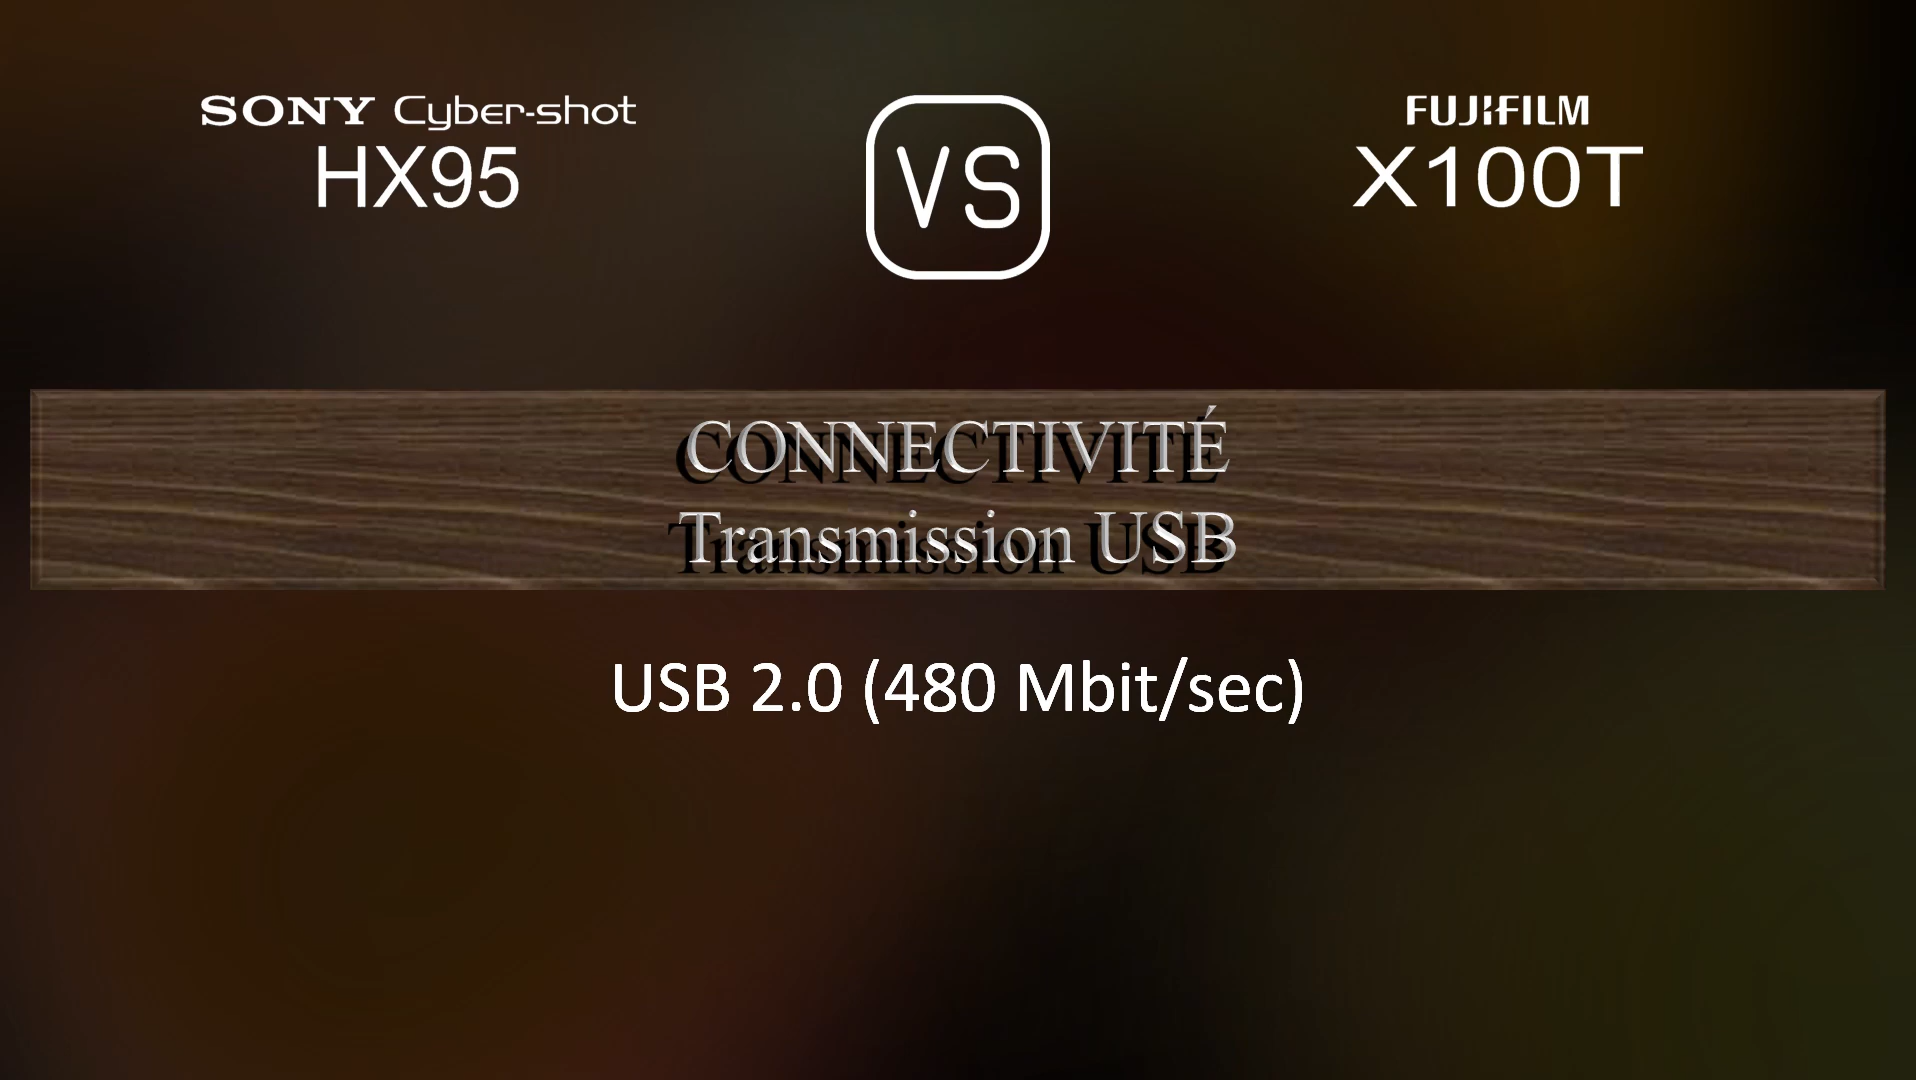 SONY Cyber-shot
HX95
VS
FUJIFILM
X100T
CONNECTIVITÉ
Transmission USB
USB 2.0 (480 Mbit/sec)